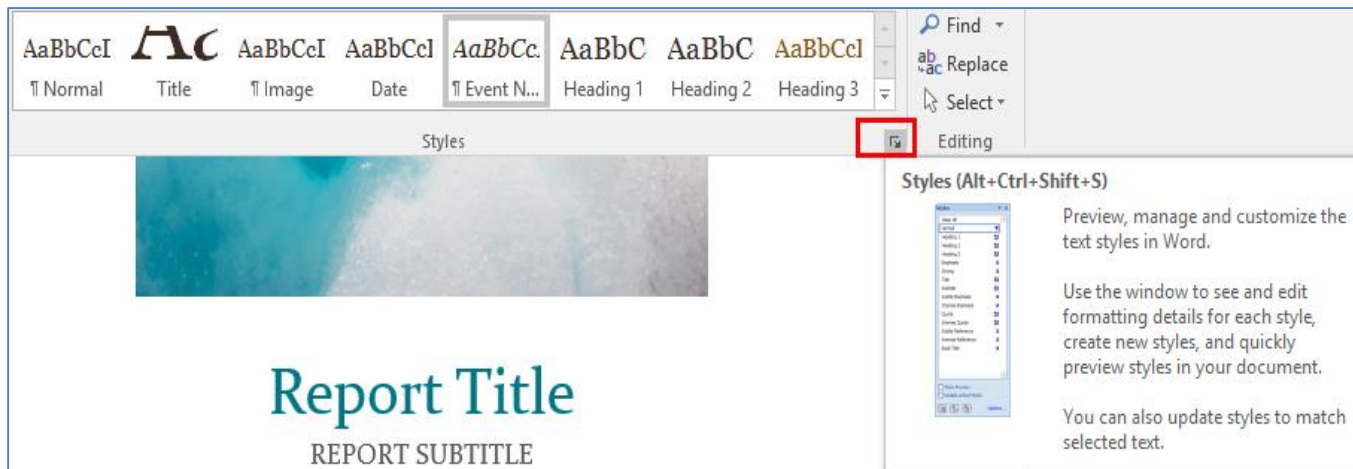 AaBbCcI AaBbCcI AaBbCcl AaBbCc. AaBbC AaBbC AaBbCcl
Ac
¶ Normal Title ¶ Image Date ¶ Event N... Heading 1 Heading 2 Heading 3
Styles
Find
Replace
Select
Editing
Styles (Alt+Ctrl+Shift+S)
Preview, manage and customize the
text styles in Word.
Use the window to see and edit
formatting details for each style,
create new styles, and quickly
preview styles in your document.
You can also update styles to match
selected text.
Report Title
REPORT SUBTITLE